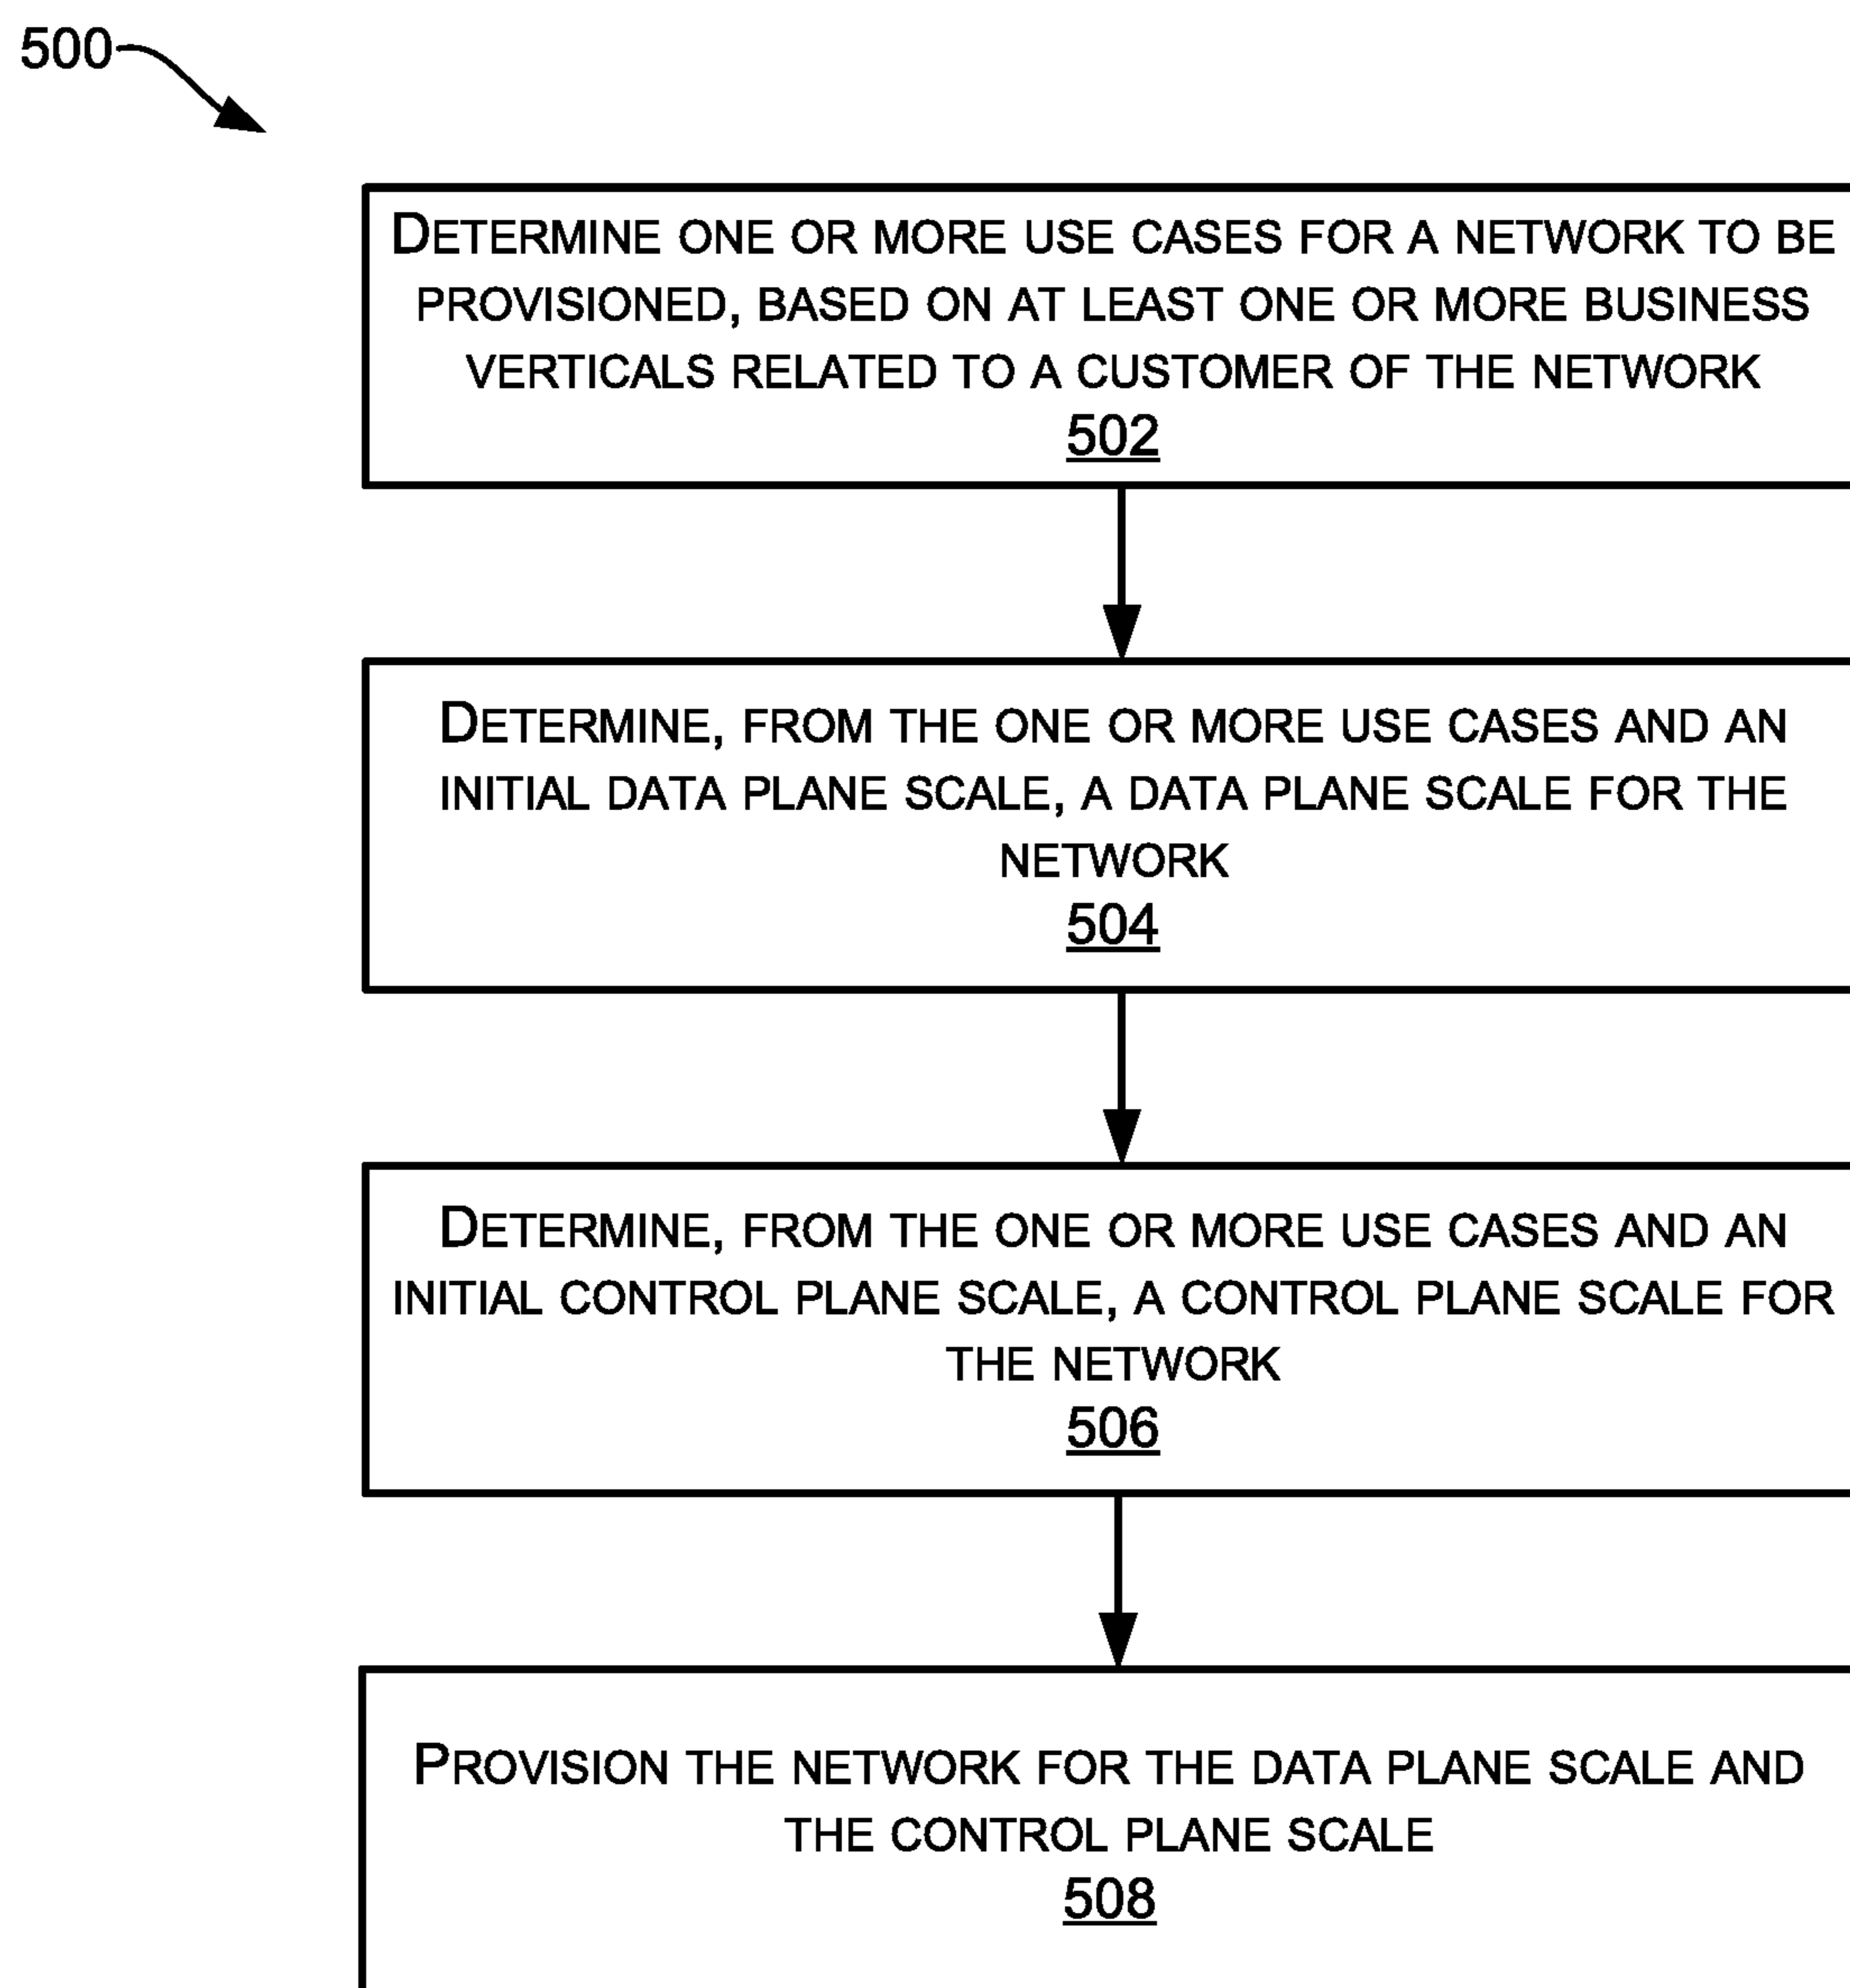 500
DETERMINE ONE OR MORE USE CASES FOR A NETWORK TO BE
PROVISIONED, BASED ON AT LEAST ONE OR MORE BUSINESS
VERTICALS RELATED TO A CUSTOMER OF THE NETWORK
502
DETERMINE, FROM THE ONE OR MORE USE CASES AND AN
INITIAL DATA PLANE SCALE, A DATA PLANE SCALE FOR THE
NETWORK
504
DETERMINE, FROM THE ONE OR MORE USE CASES AND AN
INITIAL CONTROL PLANE SCALE, A CONTROL PLANE SCALE FOR
THE NETWORK
506
PROVISION THE NETWORK FOR THE DATA PLANE SCALE AND
THE CONTROL PLANE SCALE
508